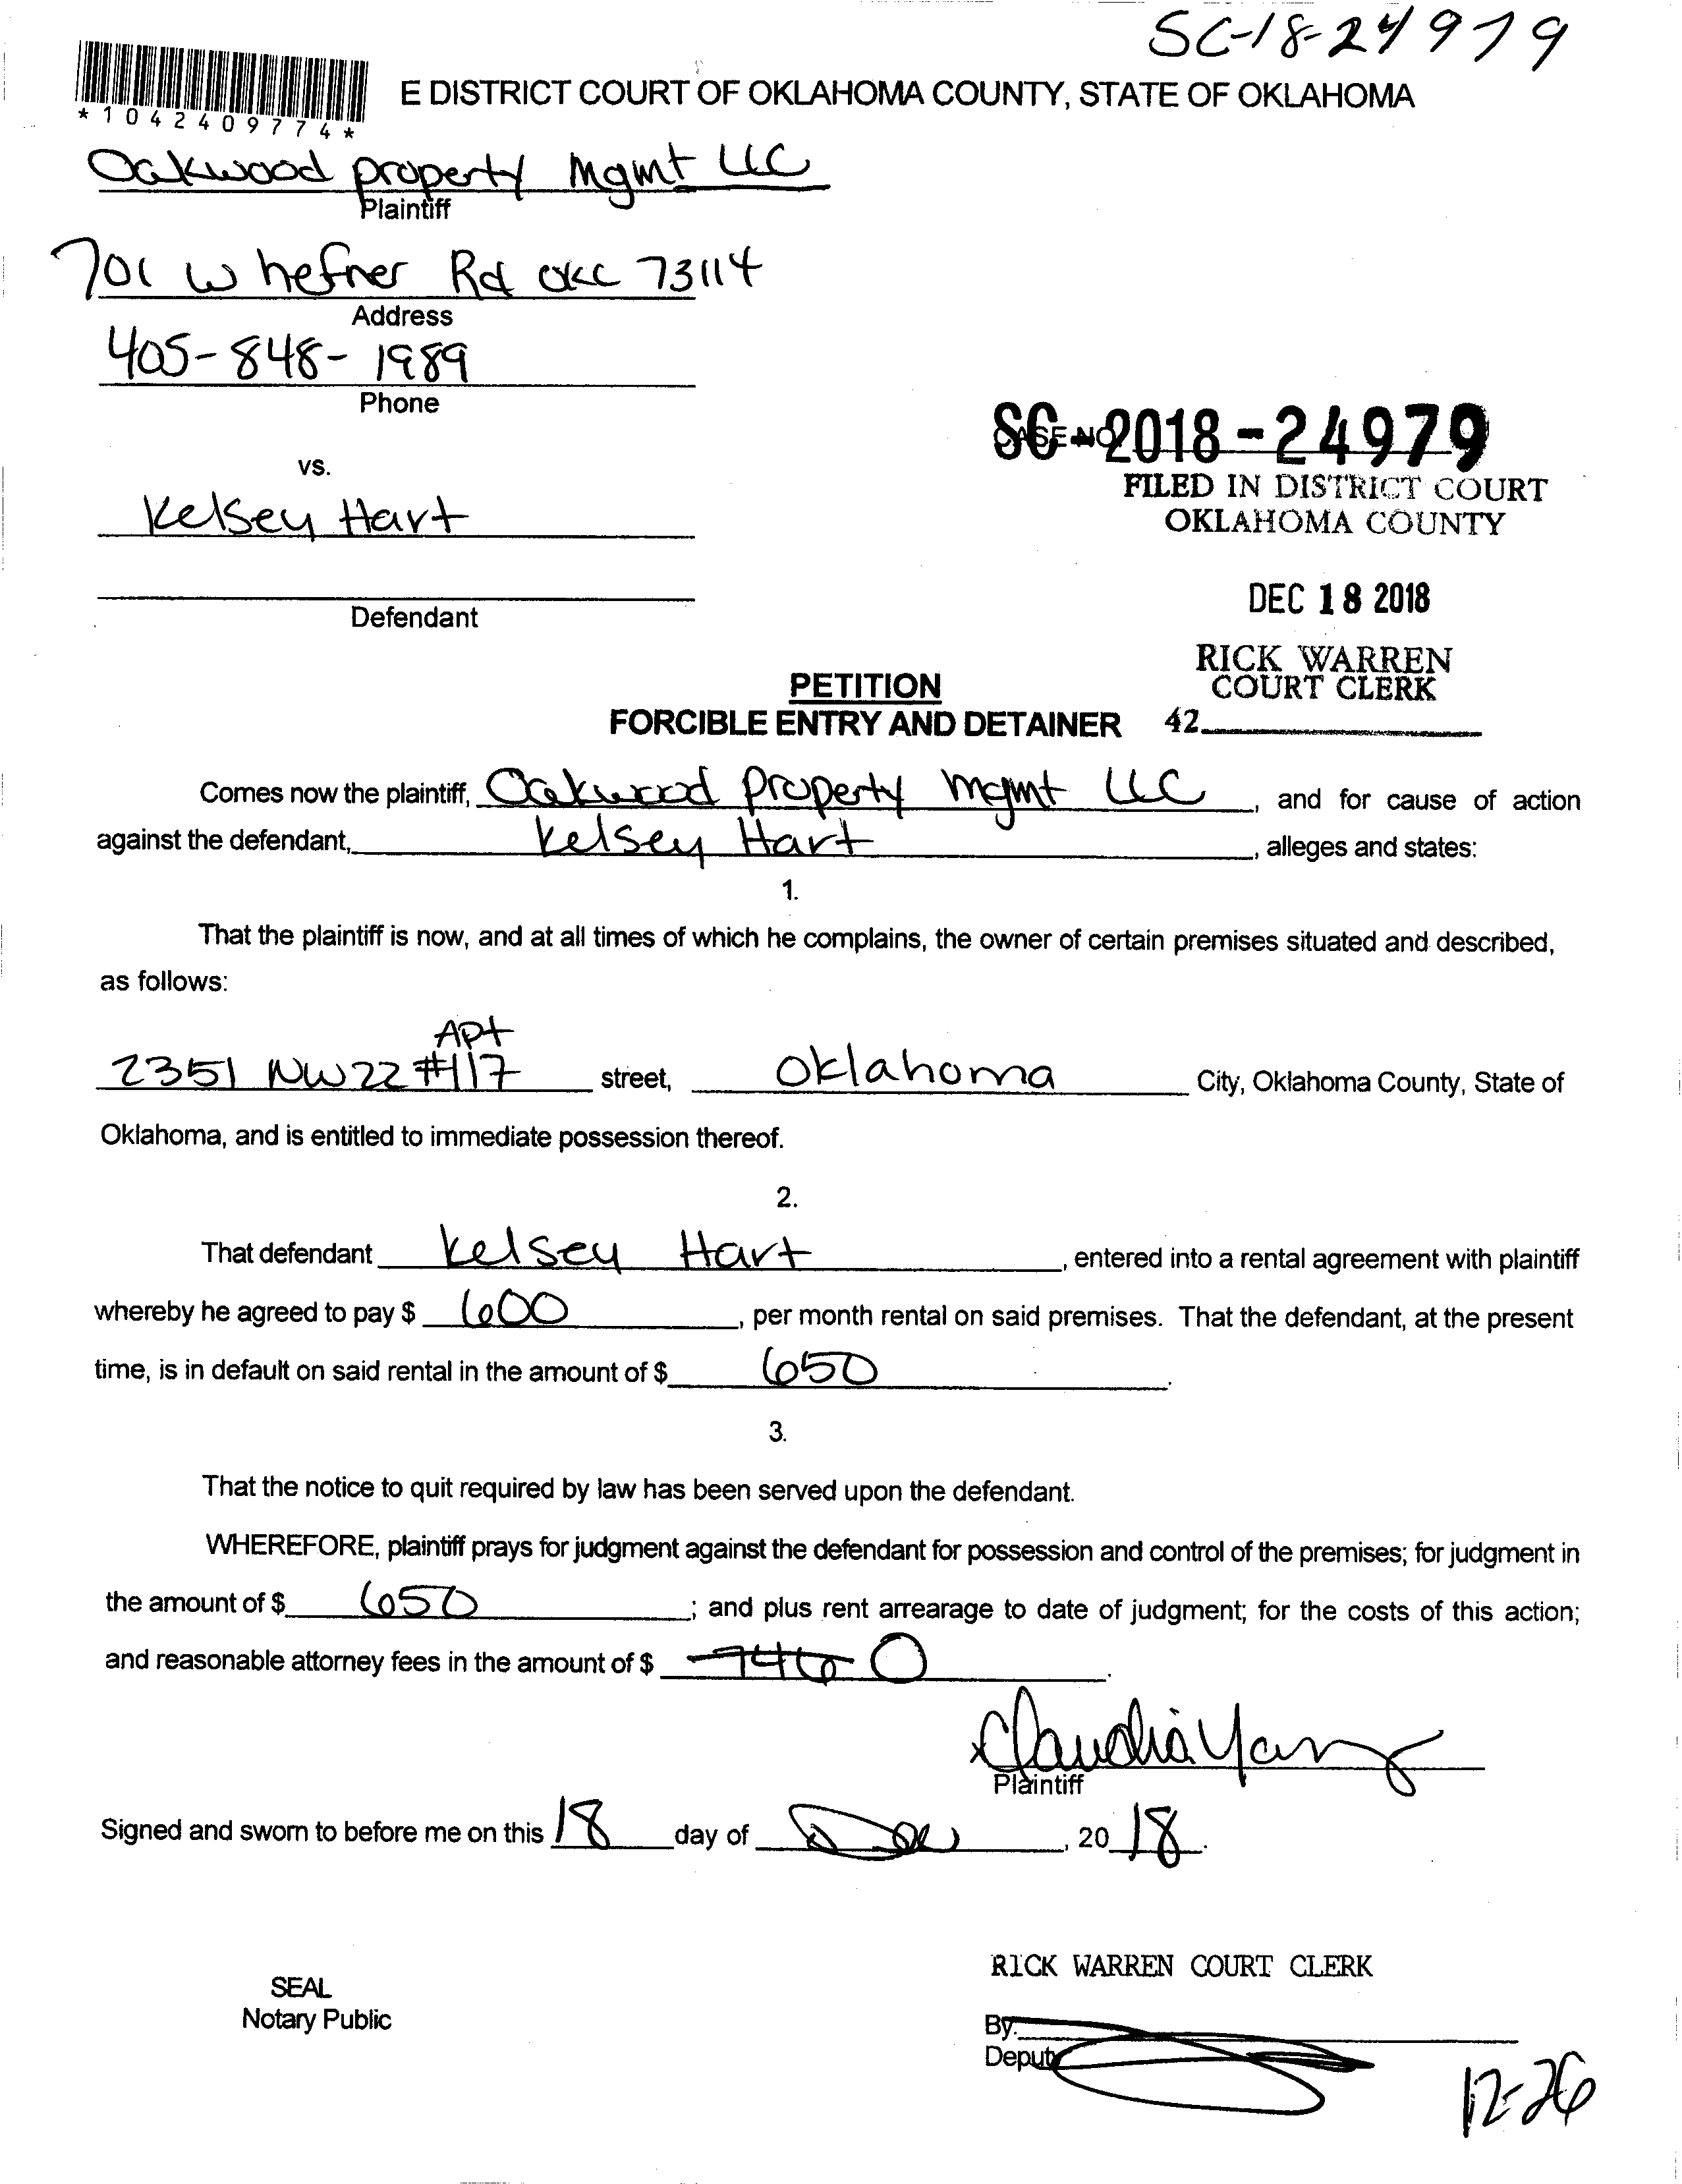 SC-18-24979
*1042409774*
E DISTRICT COURT OF OKLAHOMA COUNTY, STATE OF OKLAHOMA
Oakwood property Mgmt LLC
Plaintiff
701 W hefner Rd OKC 73114
Address
405-848-1989
Phone
SC-2018-24979
CASE NO.
FILED IN DISTRICT COURT
OKLAHOMA COUNTY
vs.
Kelsey Hart
Defendant
DEC 18 2018
RICK WARREN
COURT CLERK
42
PETITION
FORCIBLE ENTRY AND DETAINER
Comes now the plaintiff, Oakwood Property mgmt LLC, and for cause of action
against the defendant, Kelsey Hart, alleges and states:
1.
That the plaintiff is now, and at all times of which he complains, the owner of certain premises situated and described,
as follows:
Apt
2351 NW 22 #117 street, Oklahoma City, Oklahoma County, State of
Oklahoma, and is entitled to immediate possession thereof.
2.
That defendant Kelsey Hart, entered into a rental agreement with plaintiff
whereby he agreed to pay $ 600, per month rental on said premises. That the defendant, at the present
time, is in default on said rental in the amount of $ 650.
3.
That the notice to quit required by law has been served upon the defendant.
WHEREFORE, plaintiff prays for judgment against the defendant for possession and control of the premises; for judgment in
the amount of $ 650; and plus rent arrearage to date of judgment; for the costs of this action;
and reasonable attorney fees in the amount of $ 0.
x Claudia Yanez
Plaintiff
Signed and sworn to before me on this 18 day of Dec, 20 18.
SEAL
Notary Public
RICK WARREN COURT CLERK
By:
Deputy
12-26